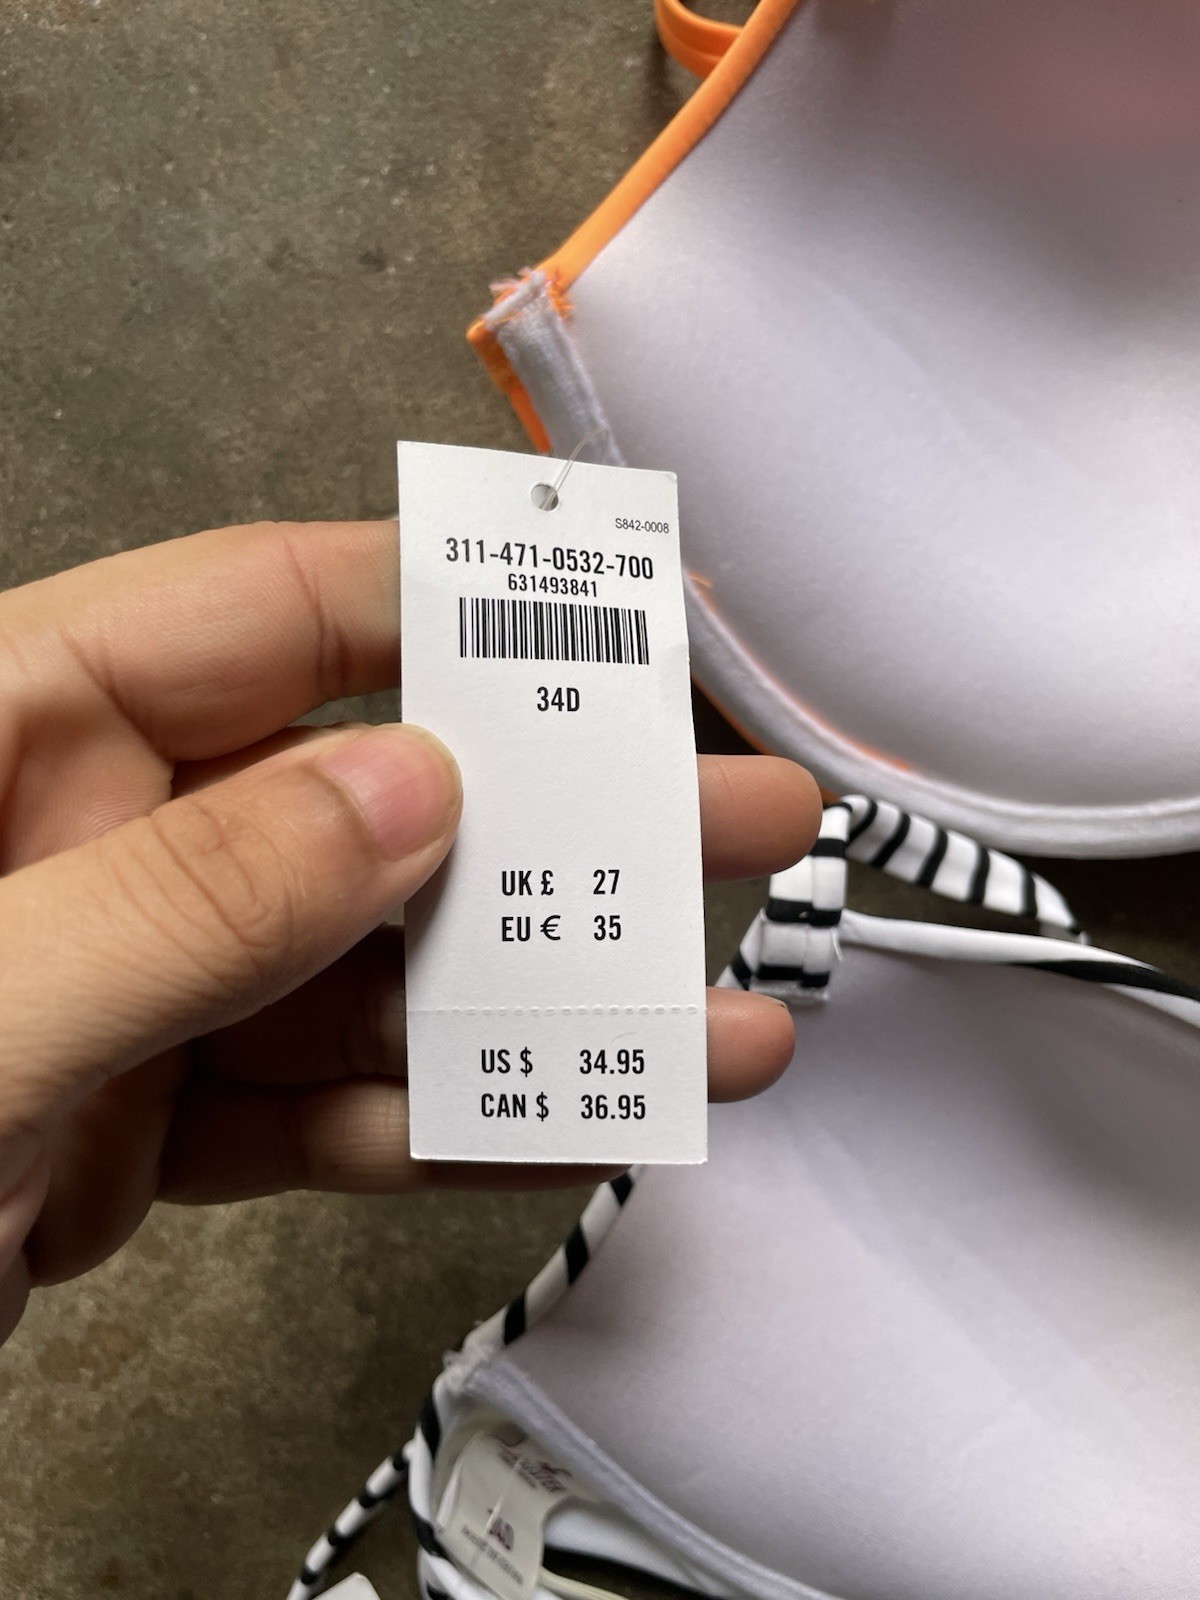 S842-0008
311-471-0532-700
631493841
34D
UK £ 27
EU € 35
US $ 34.95
CAN $ 36.95